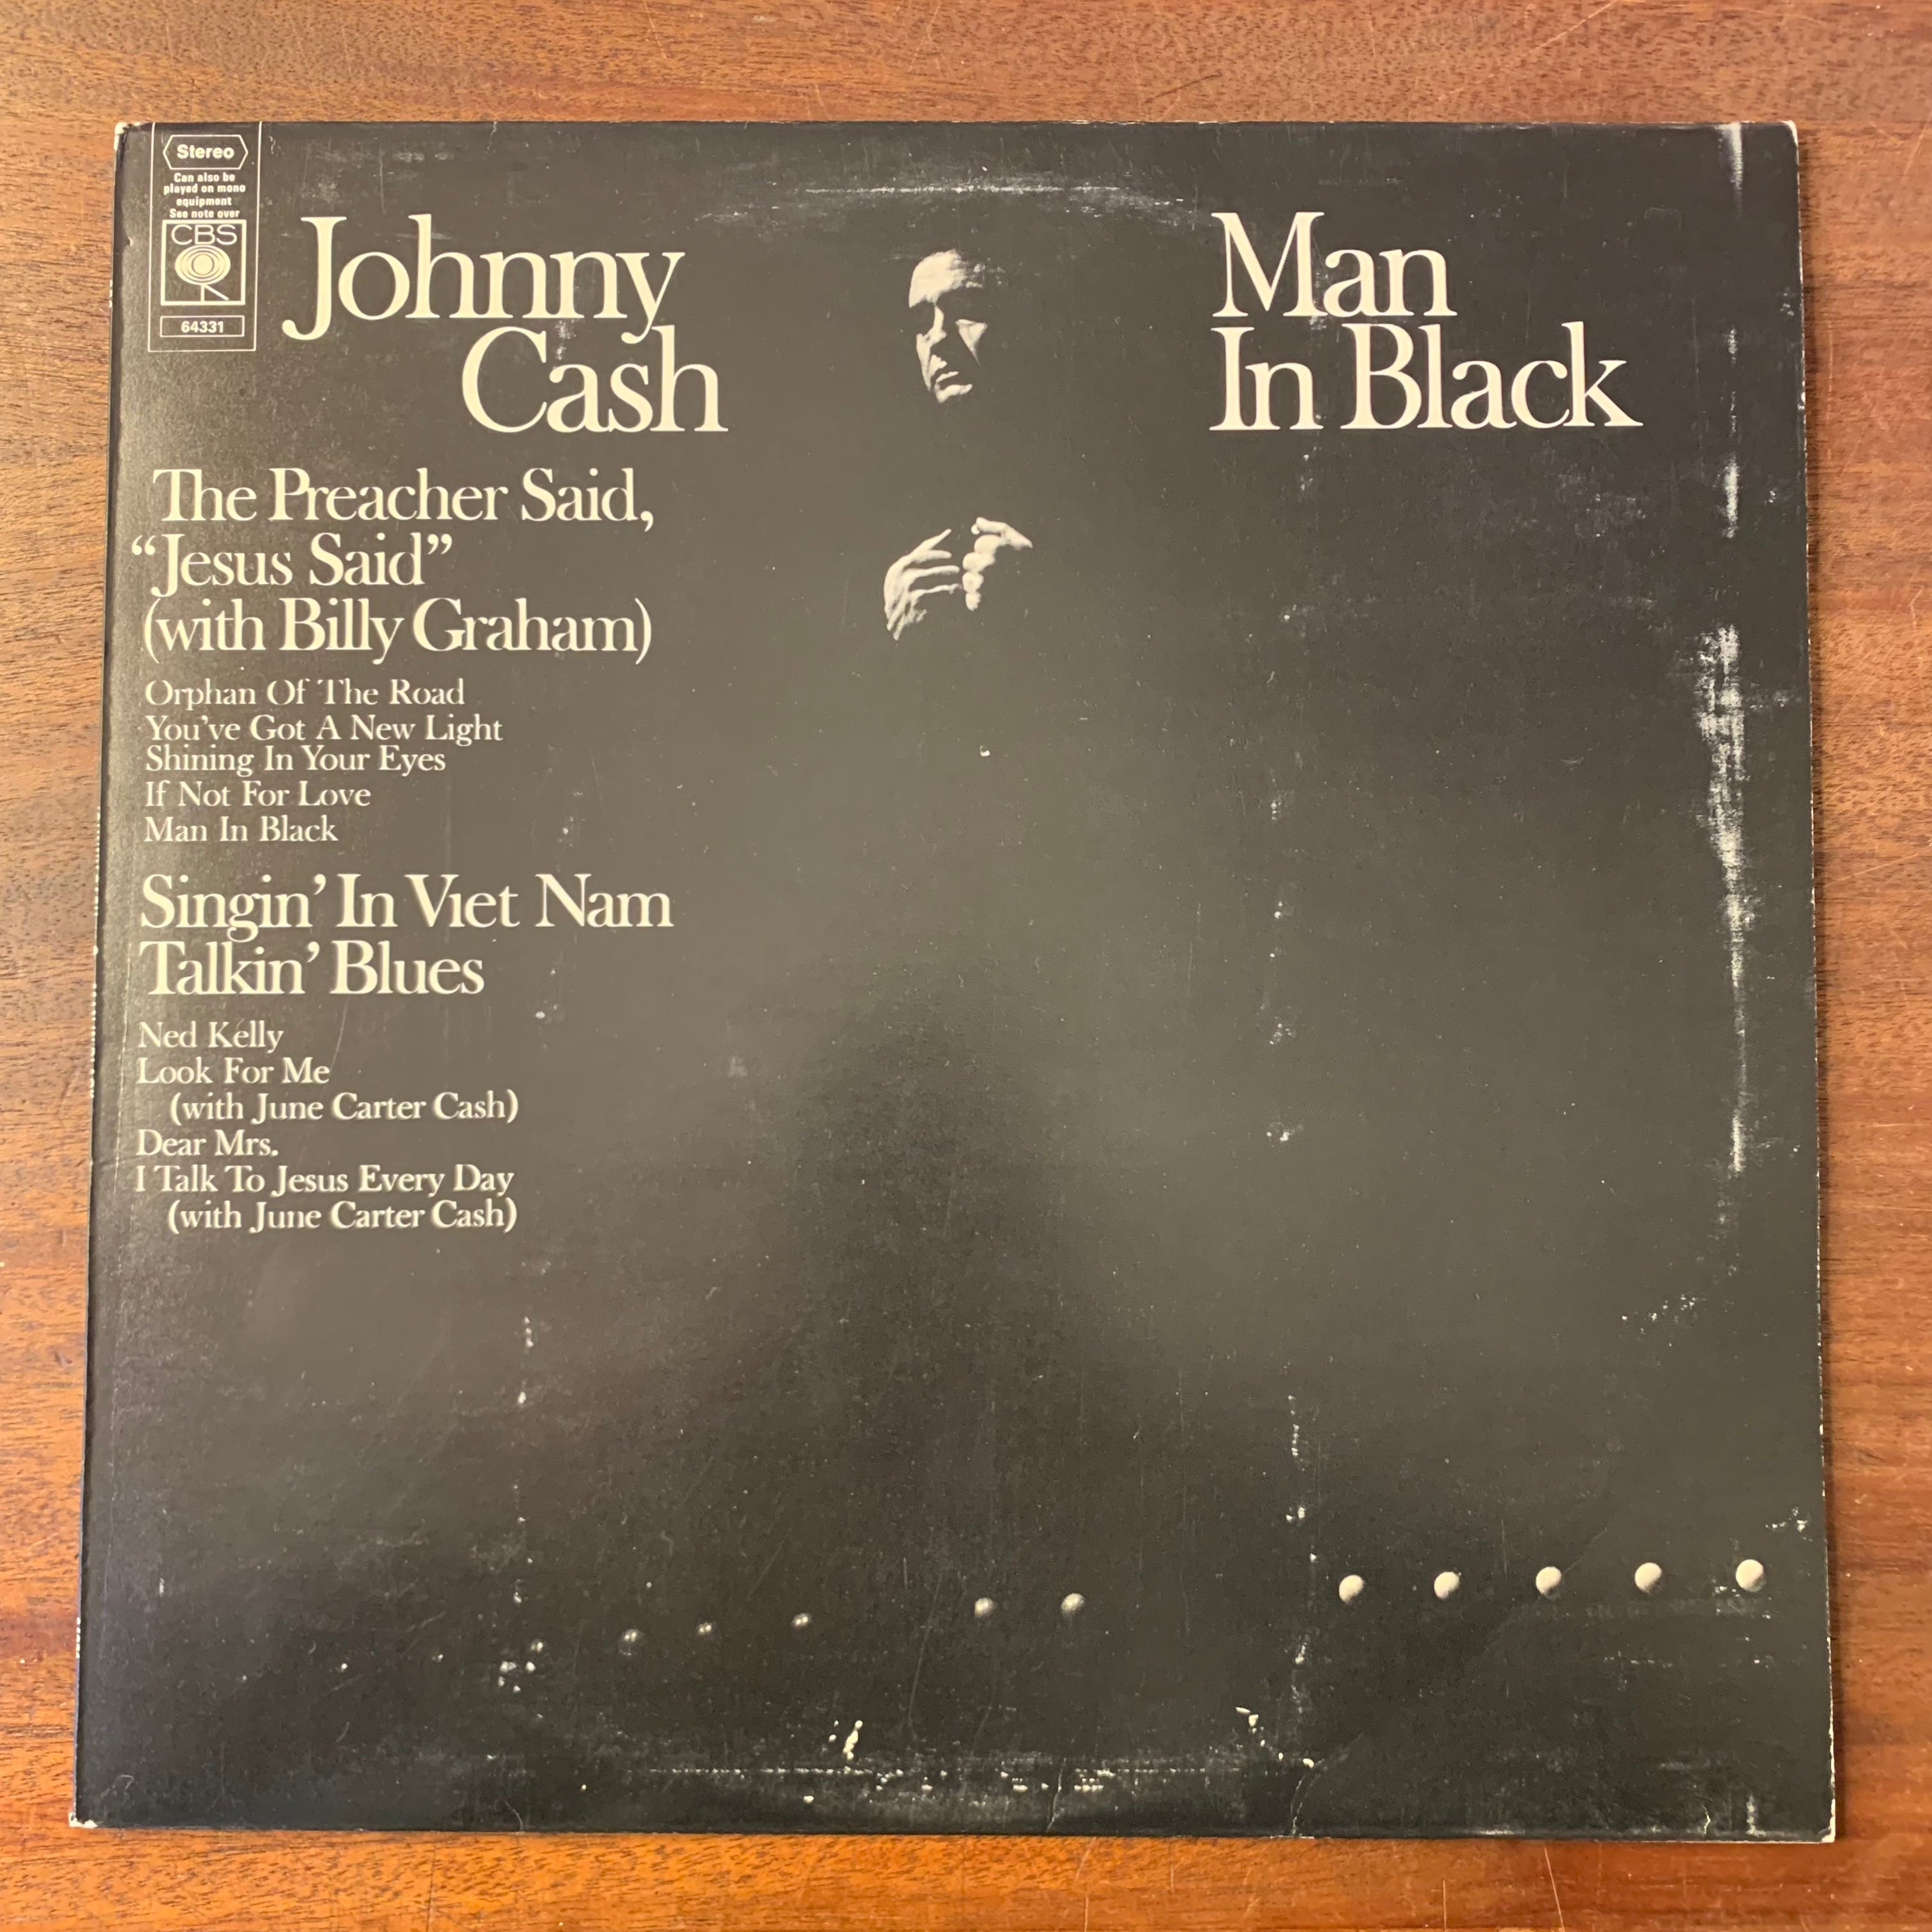 Stereo
Can also be
played on mono
equipment
See note over
CBS
64331
Johnny
Cash
Man
In Black
The Preacher Said,
“Jesus Said”
(with Billy Graham)
Orphan Of The Road
You’ve Got A New Light
Shining In Your Eyes
If Not For Love
Man In Black
Singin’ In Viet Nam
Talkin’ Blues
Ned Kelly
Look For Me
(with June Carter Cash)
Dear Mrs.
I Talk To Jesus Every Day
(with June Carter Cash)